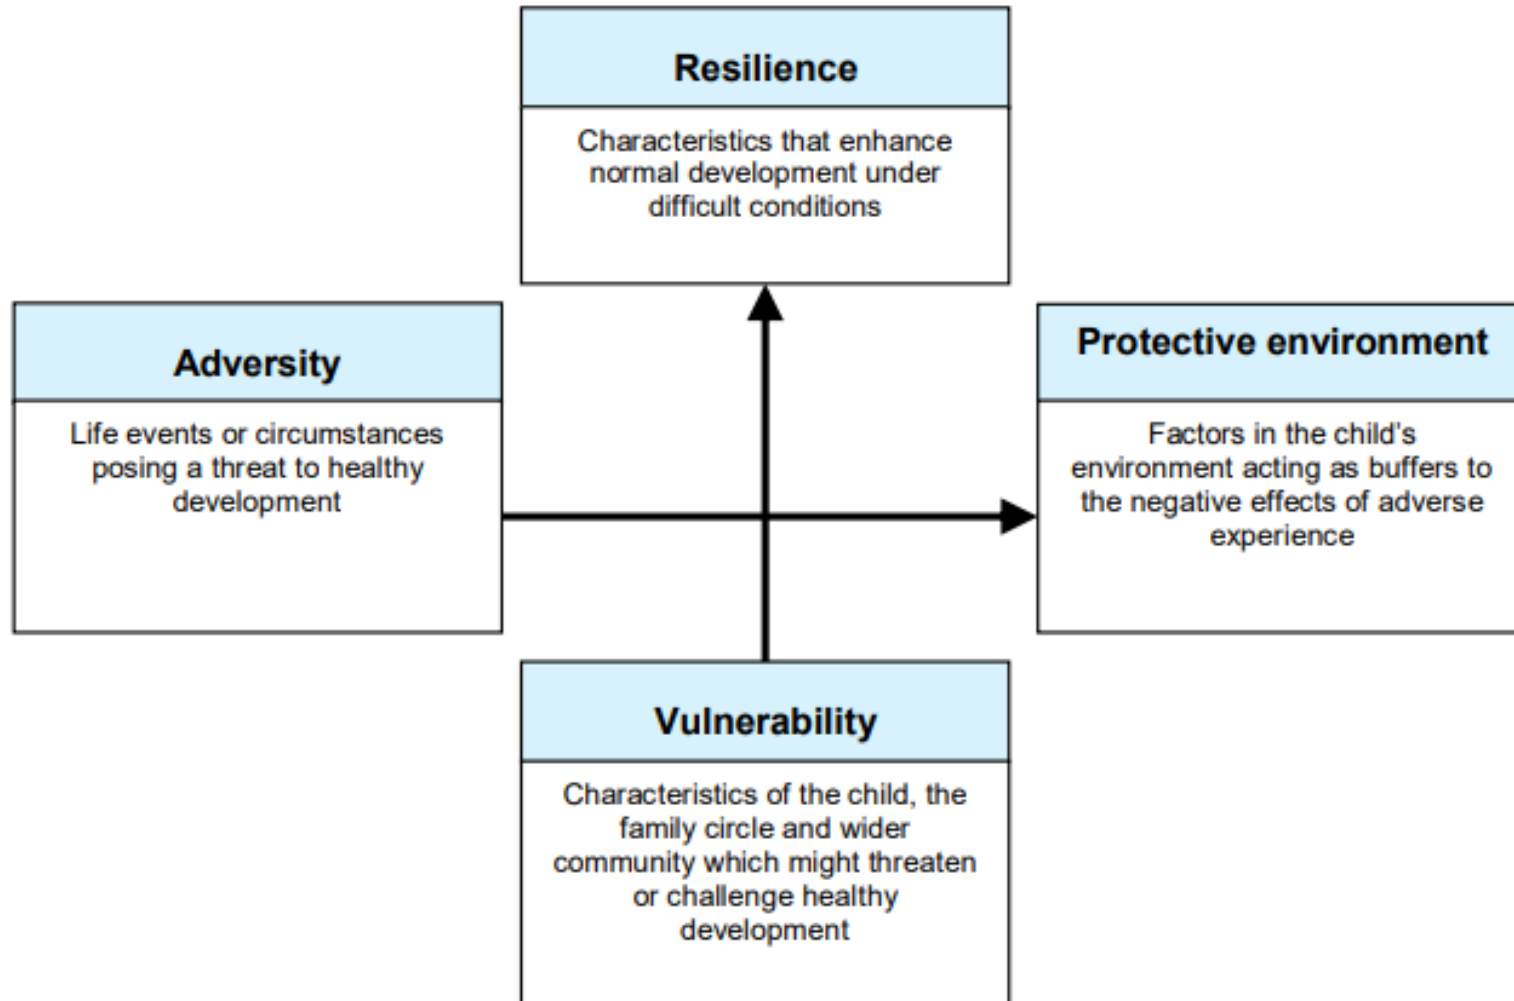 Resilience
Characteristics that enhance
normal development under
difficult conditions
Adversity
Life events or circumstances
posing a threat to healthy
development
Protective environment
Factors in the child's
environment acting as buffers to
the negative effects of adverse
experience
Vulnerability
Characteristics of the child, the
family circle and wider
community which might threaten
or challenge healthy
development